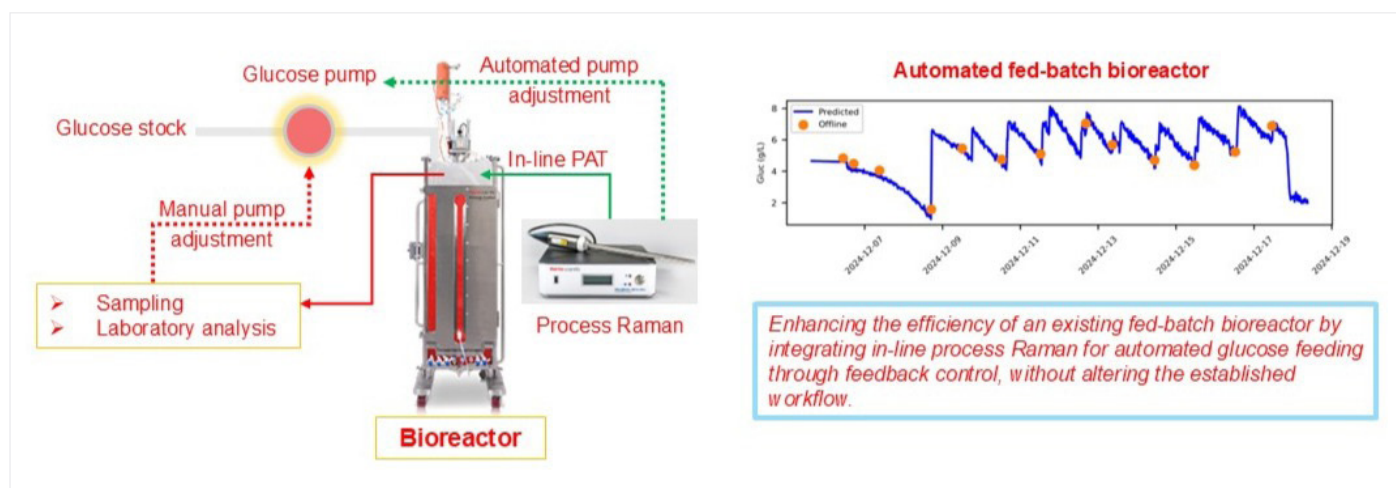 Glucose pump
Automated pump
adjustment
Glucose stock
In-line PAT
Manual pump
adjustment
➢ Sampling
➢ Laboratory analysis
Process Raman
Bioreactor
Automated fed-batch bioreactor
Predicted
Offline
Gluc (g/L)
8
6
4
2
2024-12-07
2024-12-09
2024-12-11
2024-12-13
2024-12-15
2024-12-17
2024-12-19
Enhancing the efficiency of an existing fed-batch bioreactor by
integrating in-line process Raman for automated glucose feeding
through feedback control, without altering the established
workflow.